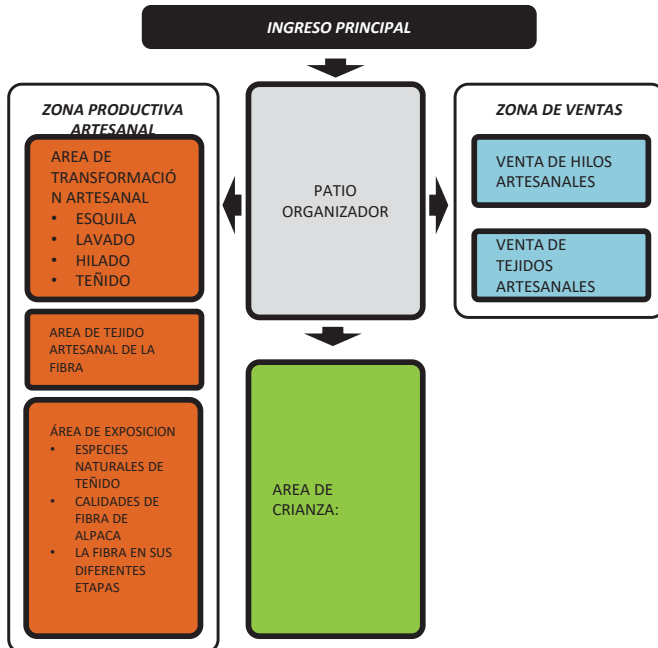 INGRESO PRINCIPAL
ZONA PRODUCTIVA
ARTESANAL
AREA DE
TRANSFORMACIÓ
N ARTESANAL
• ESQUILA
• LAVADO
• HILADO
• TEÑIDO
AREA DE TEJIDO
ARTESANAL DE LA
FIBRA
ÁREA DE EXPOSICION
• ESPECIES
NATURALES DE
TEÑIDO
• CALIDADES DE
FIBRA DE
ALPACA
• LA FIBRA EN SUS
DIFERENTES
ETAPAS
PATIO
ORGANIZADOR
AREA DE
CRIANZA:
ZONA DE VENTAS
VENTA DE HILOS
ARTESANALES
VENTA DE
TEJIDOS
ARTESANALES